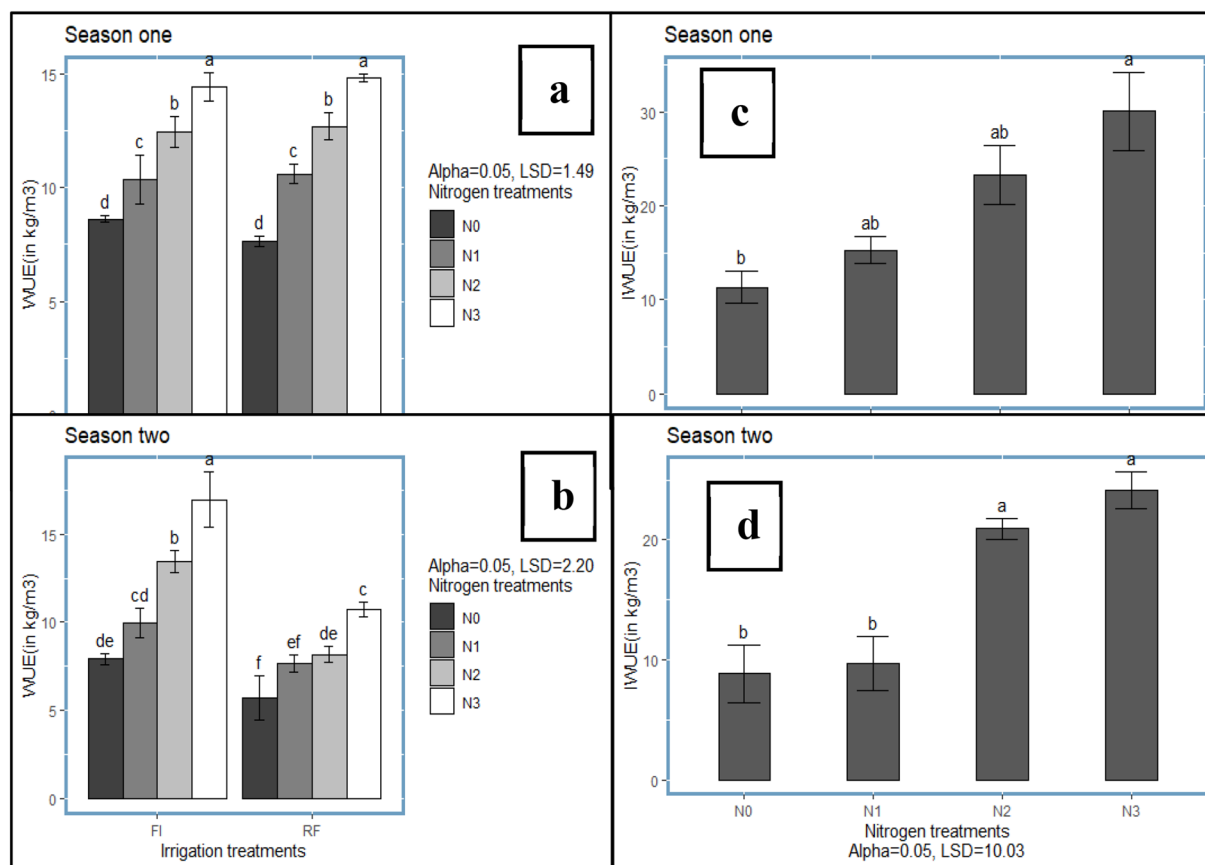 Season one
a
WUE(in kg/m3)
15
10
5
0
d
c
b
a
d
c
b
a
Alpha=0.05, LSD=1.49
Nitrogen treatments
N0
N1
N2
N3
Season one
c
IWUE(in kg/m3)
30
20
10
0
b
ab
ab
a
Season two
b
WUE(in kg/m3)
15
10
5
0
de
cd
b
a
f
ef
de
c
FI
RF
Irrigation treatments
Alpha=0.05, LSD=2.20
Nitrogen treatments
N0
N1
N2
N3
Season two
d
IWUE(in kg/m3)
20
10
0
b
b
a
a
N0
N1
N2
N3
Nitrogen treatments
Alpha=0.05, LSD=10.03